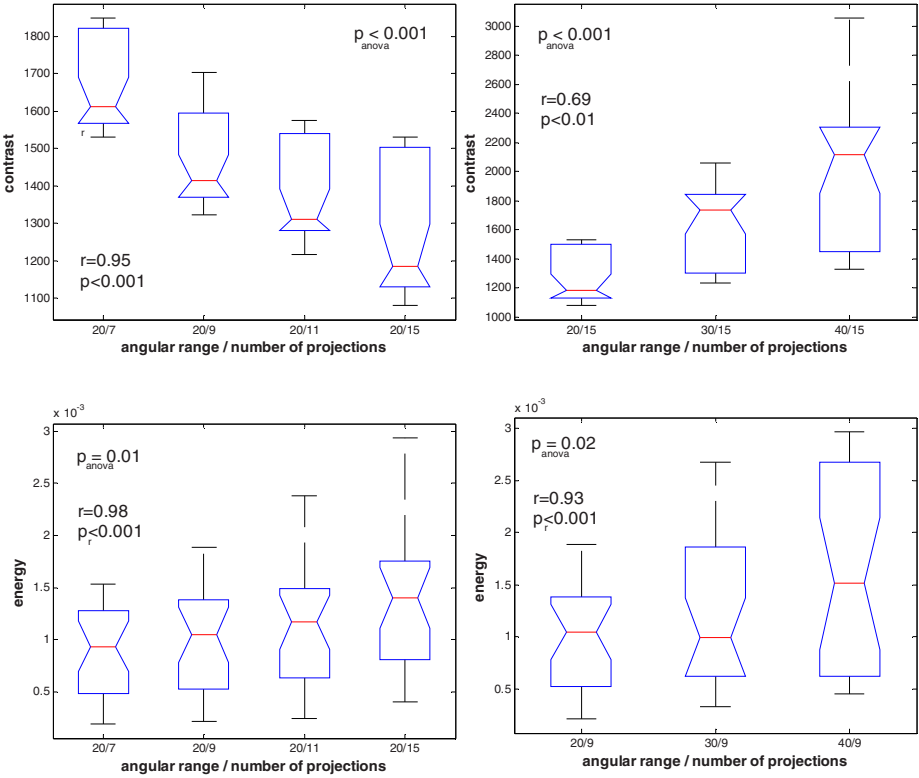 1800
1700
1600
1500
1400
1300
1200
1100
contrast
p < 0.001
anova
r
r=0.95
p<0.001
20/7 20/9 20/11 20/15
angular range / number of projections
3000
2800
2600
2400
2200
2000
1800
1600
1400
1200
1000
contrast
p < 0.001
anova
r=0.69
p<0.01
20/15 30/15 40/15
angular range / number of projections
x 10-3
3
2.5
2
1.5
1
0.5
energy
p = 0.01
anova
r=0.98
p<0.001
r
20/7 20/9 20/11 20/15
angular range / number of projections
x 10-3
3
2.5
2
1.5
1
0.5
energy
p = 0.02
anova
r=0.93
p<0.001
r
20/9 30/9 40/9
angular range / number of projections